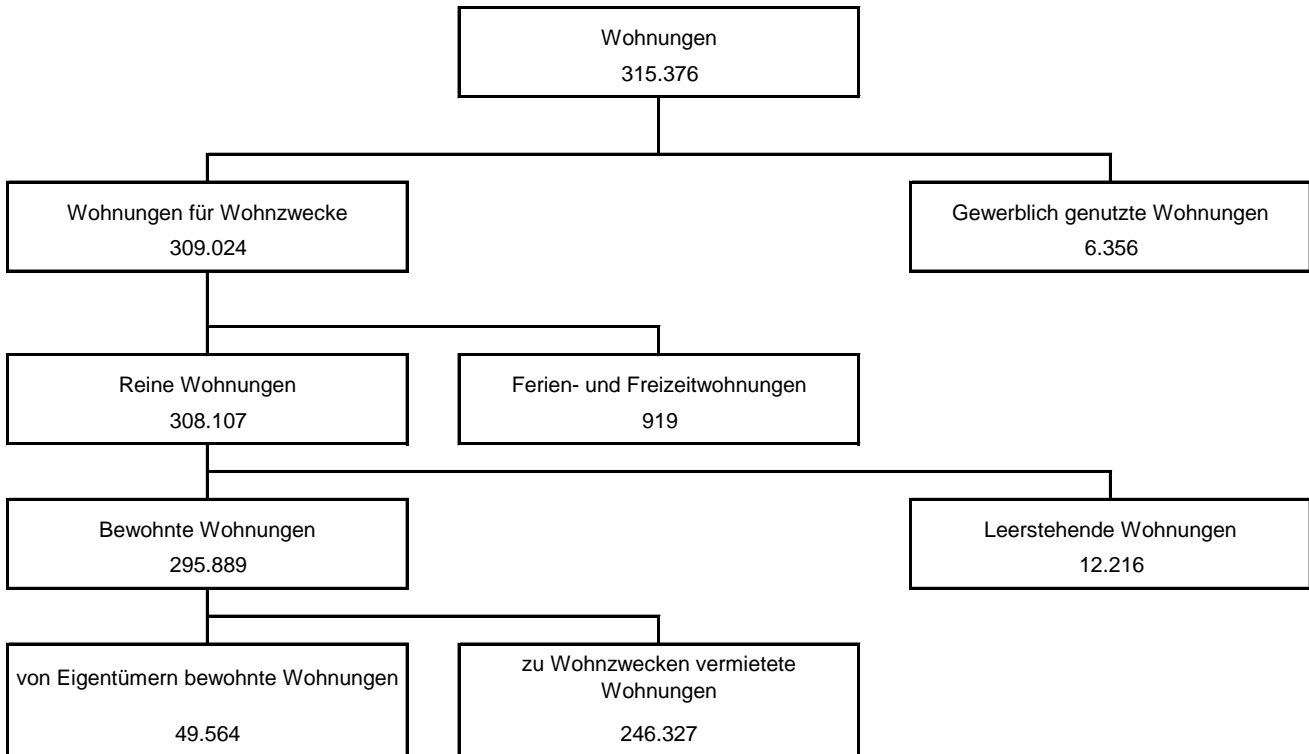 Wohnungen
315.376
Wohnungen für Wohnzwecke
309.024
Gewerblich genutzte Wohnungen
6.356
Reine Wohnungen
308.107
Ferien- und Freizeitwohnungen
919
Bewohnte Wohnungen
295.889
Leerstehende Wohnungen
12.216
von Eigentümern bewohnte Wohnungen
49.564
zu Wohnzwecken vermietete
Wohnungen
246.327